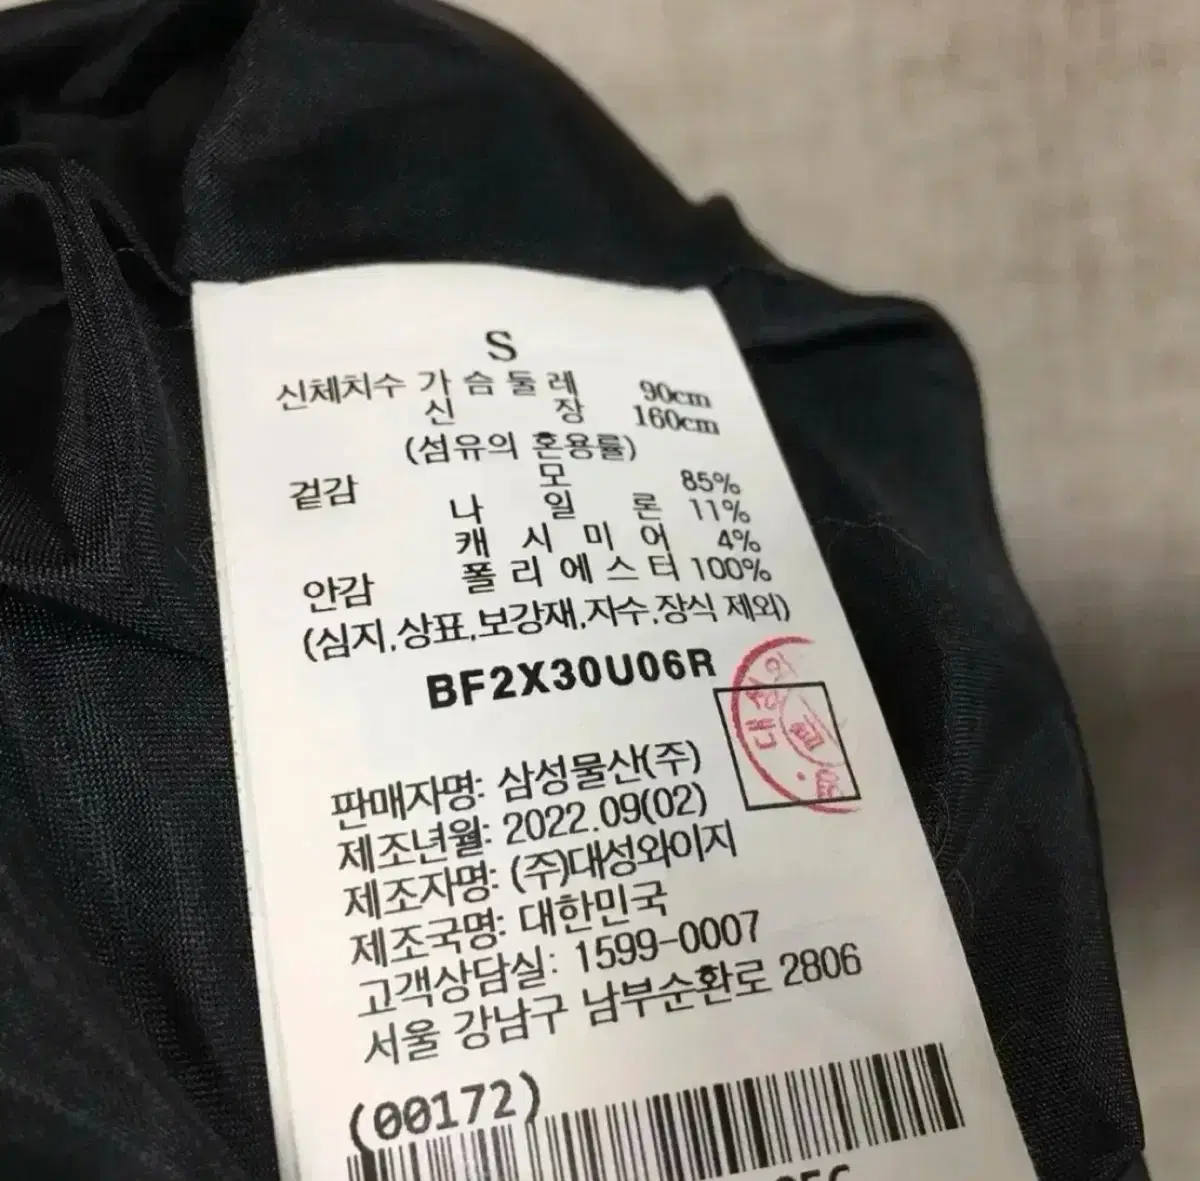 S
신체치수 가슴둘레 90cm
신장 160cm
(섬유의 혼용률)
겉감 모 85%
나일론 11%
캐시미어 4%
안감 폴리에스터 100%
(심지,상표,보강재,자수,장식 제외)
BF2X30U06R
판매자명: 삼성물산(주)
제조년월: 2022.09(02)
제조자명: (주)대성와이지
제조국명: 대한민국
고객상담실: 1599-0007
서울 강남구 남부순환로 2806
(00172)